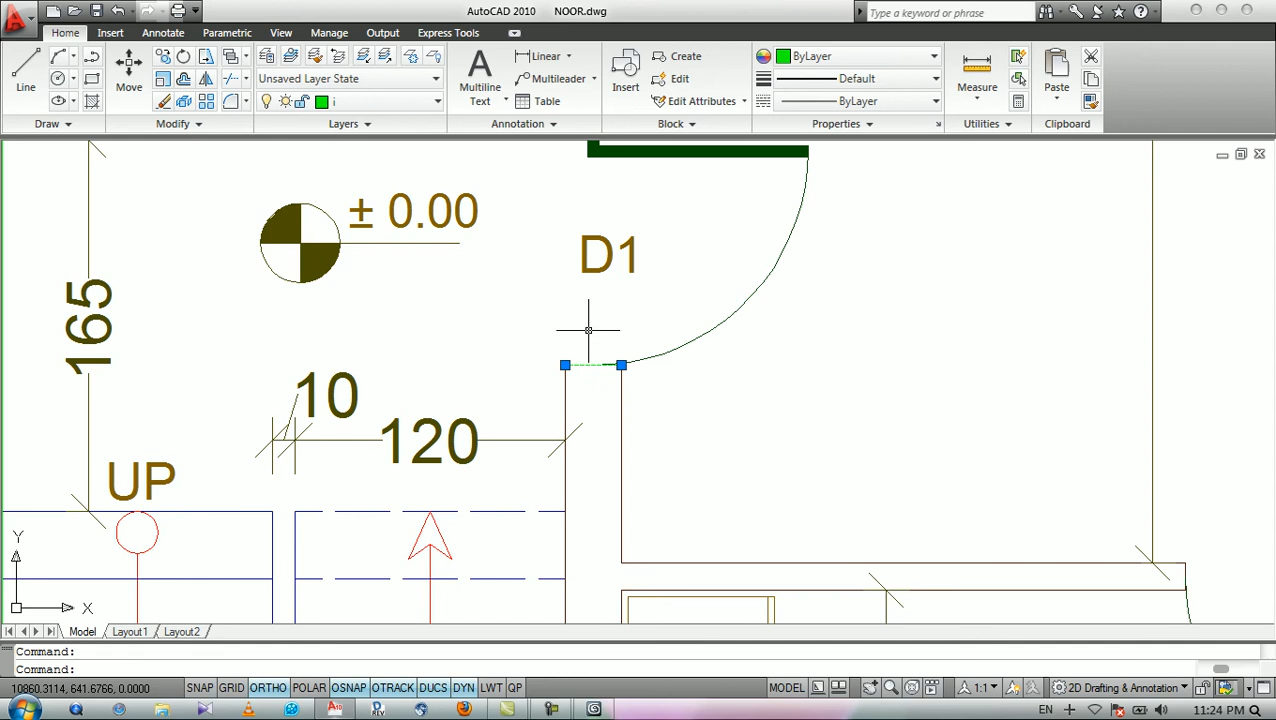 AutoCAD 2010 NOOR.dwg Type a keyword or phrase
Home Insert Annotate Parametric View Manage Output Express Tools
Line Move Unsaved Layer State i Multiline Text Linear Multileader Table Insert Create Edit Edit Attributes ByLayer Default ByLayer Measure Paste
Draw Modify Layers Annotation Block Properties Utilities Clipboard
± 0.00
D1
165
10
120
UP
Y
X
Model Layout1 Layout2
Command:
Command:
10860.3114, 641.6766, 0.0000 SNAP GRID ORTHO POLAR OSNAP OTRACK DUCS DYN LWT QP MODEL 1:1 2D Drafting & Annotation
EN 11:24 PM